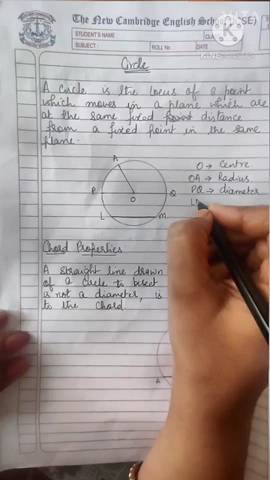 The New Cambridge English School (CBSE)
STUDENT'S NAME
SUBJECT :
ROLL No.
DATE
Circle
A circle is the locus of a point
which moves in a plane which are
at the same fixed distance
from a fixed point in the same
plane.
A
O → Centre
OA → Radius
P
O
Q
PQ → diameter
L
M
L
Chord Properties
A straight line drawn
of a circle to bisect
is not a diameter, is
to the chord.
A